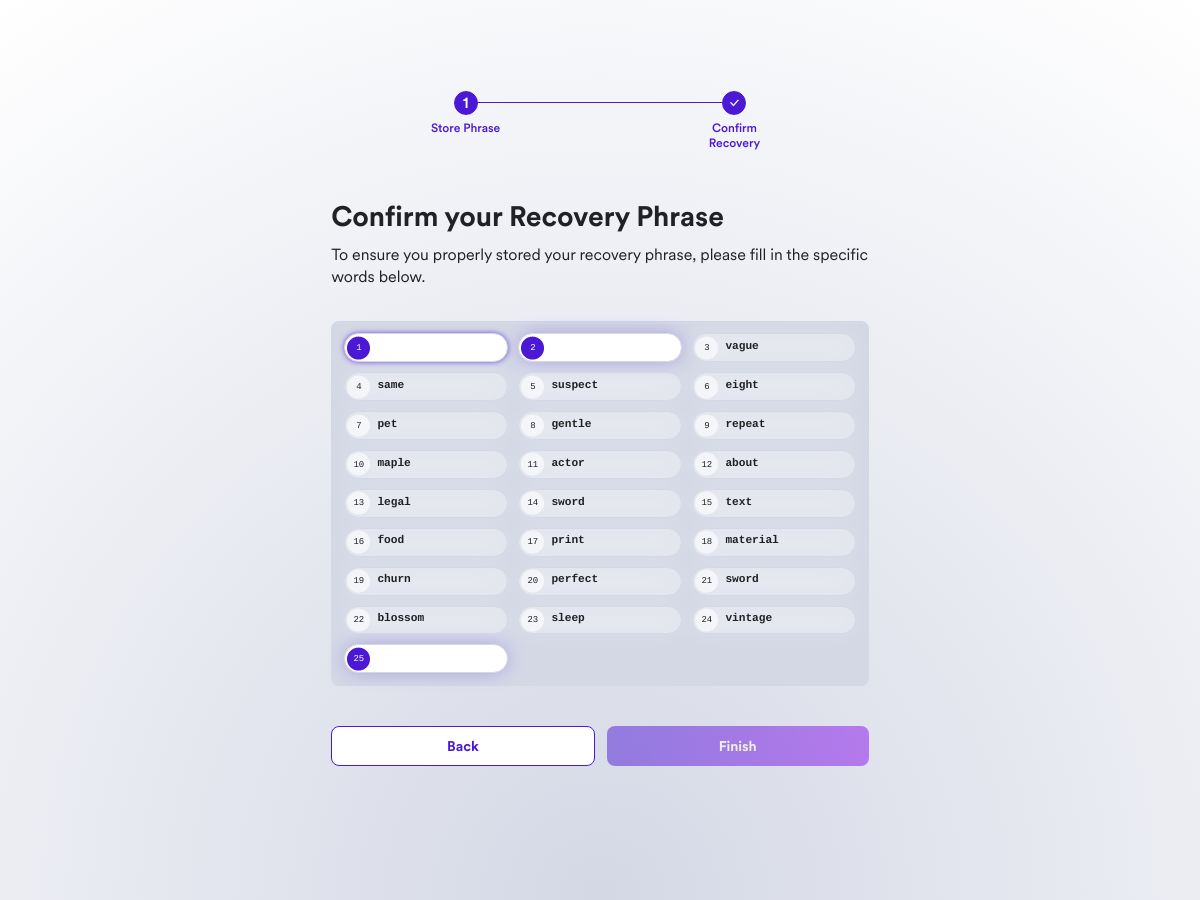 1
Store Phrase
Confirm
Recovery
Confirm your Recovery Phrase
To ensure you properly stored your recovery phrase, please fill in the specific
words below.
1 2 3 vague
4 same 5 suspect 6 eight
7 pet 8 gentle 9 repeat
10 maple 11 actor 12 about
13 legal 14 sword 15 text
16 food 17 print 18 material
19 churn 20 perfect 21 sword
22 blossom 23 sleep 24 vintage
25
Back Finish